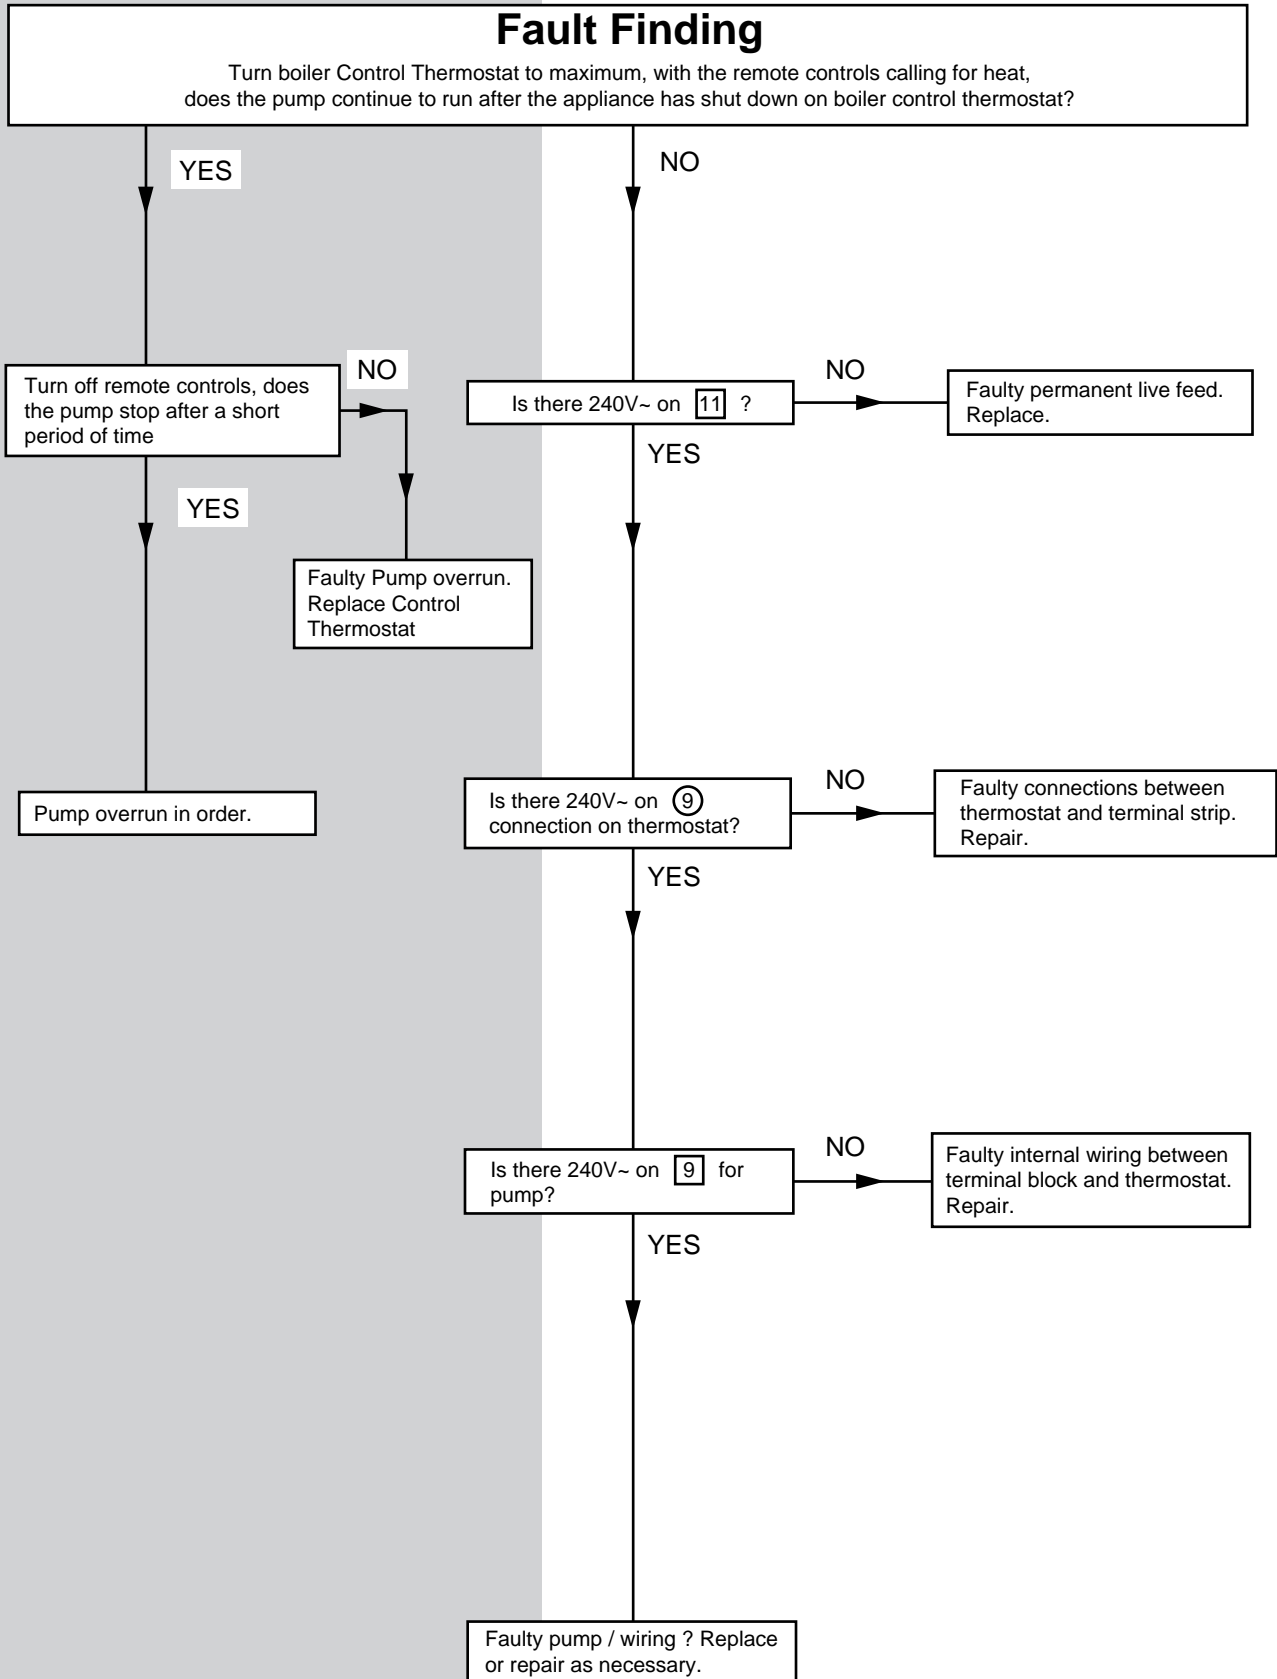 Fault Finding
Turn boiler Control Thermostat to maximum, with the remote controls calling for heat,
does the pump continue to run after the appliance has shut down on boiler control thermostat?
YES
NO
Turn off remote controls, does
the pump stop after a short
period of time
NO
YES
Faulty Pump overrun.
Replace Control
Thermostat
Pump overrun in order.
Is there 240V~ on 11 ?
NO
Faulty permanent live feed.
Replace.
YES
Is there 240V~ on 9
connection on thermostat?
NO
Faulty connections between
thermostat and terminal strip.
Repair.
YES
Is there 240V~ on 9 for
pump?
NO
Faulty internal wiring between
terminal block and thermostat.
Repair.
YES
Faulty pump / wiring ? Replace
or repair as necessary.